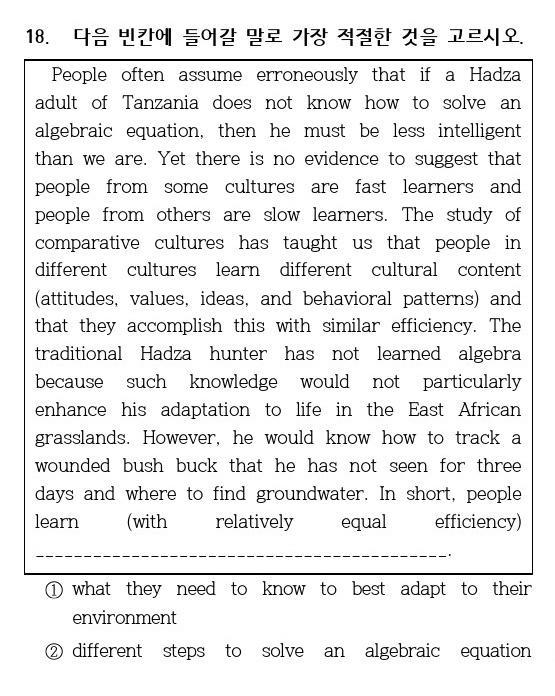 18. 다음 빈칸에 들어갈 말로 가장 적절한 것을 고르시오.
People often assume erroneously that if a Hadza
adult of Tanzania does not know how to solve an
algebraic equation, then he must be less intelligent
than we are. Yet there is no evidence to suggest that
people from some cultures are fast learners and
people from others are slow learners. The study of
comparative cultures has taught us that people in
different cultures learn different cultural content
(attitudes, values, ideas, and behavioral patterns) and
that they accomplish this with similar efficiency. The
traditional Hadza hunter has not learned algebra
because such knowledge would not particularly
enhance his adaptation to life in the East African
grasslands. However, he would know how to track a
wounded bush buck that he has not seen for three
days and where to find groundwater. In short, people
learn (with relatively equal efficiency)
___________________________________________.
① what they need to know to best adapt to their
environment
② different steps to solve an algebraic equation